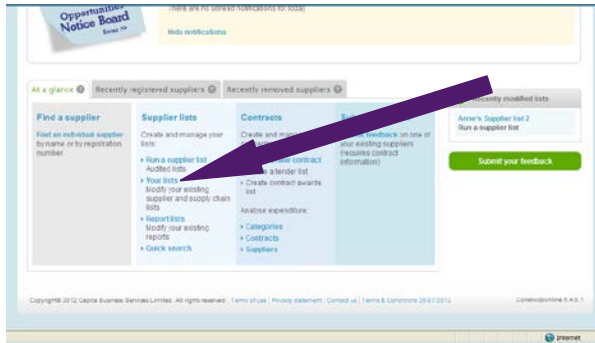 Opportunities
Notice Board
There are no unread notifications for today
Hide notifications
At a glance
Recently registered suppliers
Recently removed suppliers
Find a supplier
Find an individual supplier
by name or by registration
number.
Supplier lists
Create and manage your
lists:
Run a supplier list
Audited lists
Your lists
Modify your existing
supplier and supply chain
lists
Report lists
Modify your existing
reports
Quick search
Contracts
Create and
contract
a tender list
Create contract awards
list
Analyse expenditure:
Categories
Contracts
Suppliers
feedback on one of
your existing suppliers
(requires contract
information)
Recently modified lists
Anne's Supplier list 2
Run a supplier list
Submit your feedback
Copyright© 2012 Capita Business Services Limited. All rights reserved. Terms of use | Privacy statement | Contact us | Terms & Conditions
Constructionline
Internet